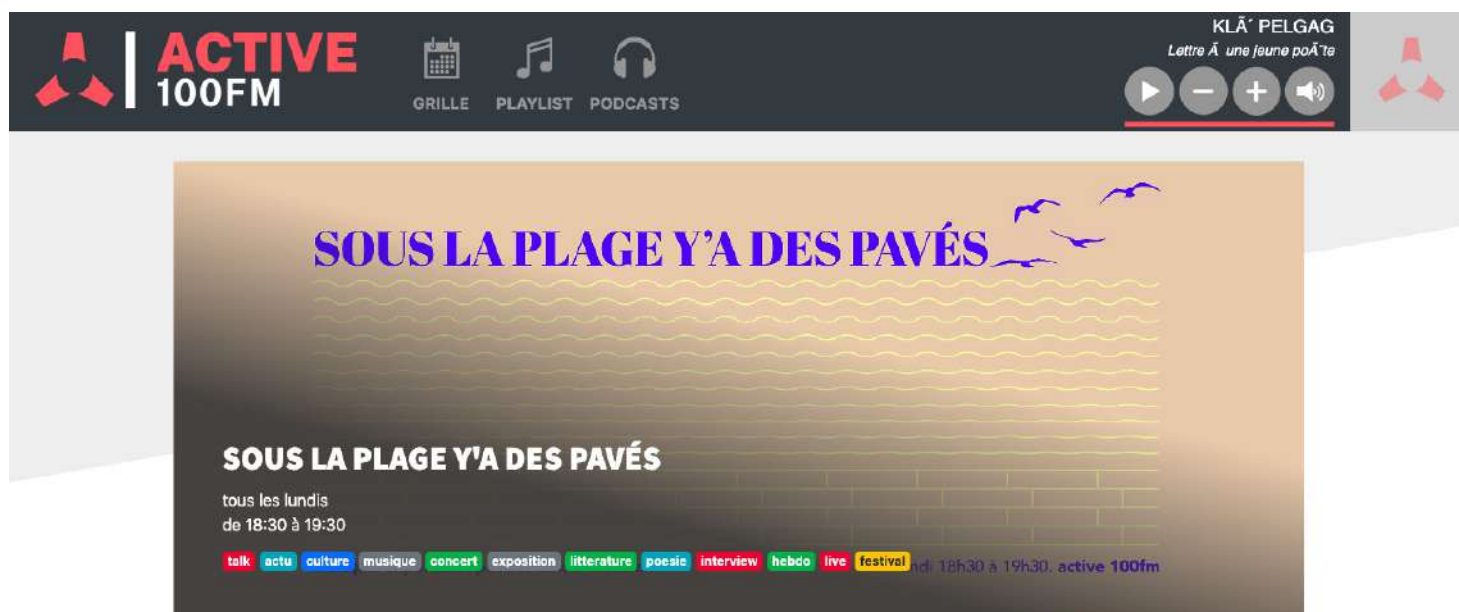 ACTIVE
100FM
GRILLE PLAYLIST PODCASTS
KLÃ´ PELGAG
Lettre Ã une jeune poÃ¨te
SOUS LA PLAGE Y'A DES PAVÉS
SOUS LA PLAGE Y'A DES PAVÉS
tous les lundis
de 18:30 à 19:30
talk actu culture musique concert exposition litterature poesie interview hebdo live festival
18h30 à 19h30. active 100fm